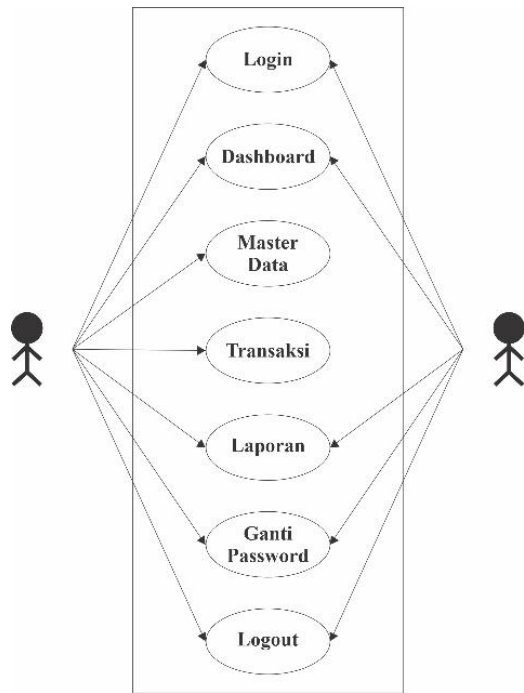 Login
Dashboard
Master
Data
Transaksi
Laporan
Ganti
Password
Logout